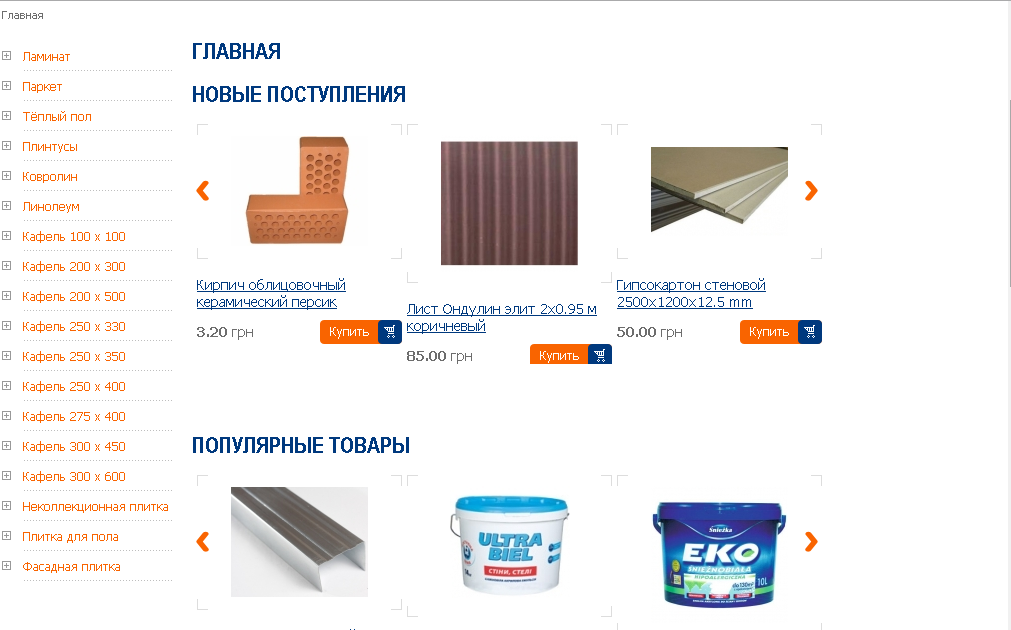 Главная
Ламинат
Паркет
Тёплый пол
Плинтусы
Ковролин
Линолеум
Кафель 100 x 100
Кафель 200 x 300
Кафель 200 x 500
Кафель 250 x 330
Кафель 250 x 350
Кафель 250 x 400
Кафель 275 x 400
Кафель 300 x 450
Кафель 300 x 600
Неколлекционная плитка
Плитка для пола
Фасадная плитка
ГЛАВНАЯ
НОВЫЕ ПОСТУПЛЕНИЯ
Кирпич облицовочный
керамический персик
3.20 грн
Купить
Лист Ондулин элит 2x0.95 м
коричневый
85.00 грн
Купить
Гипсокартон стеновой
2500x1200x12.5 mm
50.00 грн
Купить
ПОПУЛЯРНЫЕ ТОВАРЫ
ULTRA
BIEL
СТІНИ, СТЕЛІ
Śnieżka
EKO
ŚNIEŻNOBIAŁA
HIPOALERGICZNA
do 130m²
10L